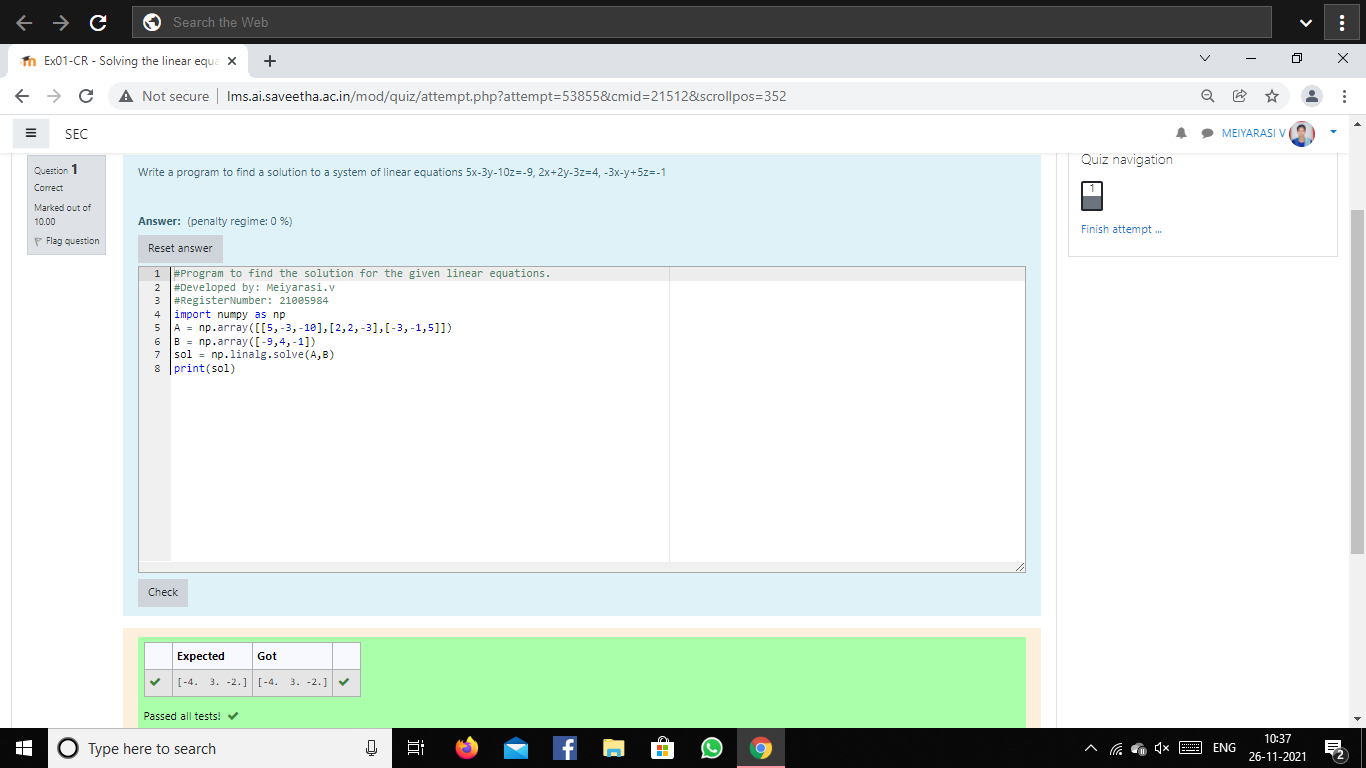 Search the Web
Ex01-CR - Solving the linear equa
Not secure lms.ai.saveetha.ac.in/mod/quiz/attempt.php?attempt=53855&cmid=21512&scrollpos=352
SEC
MEIYARASI V
Question 1
Correct
Marked out of
10.00
Flag question
Write a program to find a solution to a system of linear equations 5x-3y-10z=-9, 2x+2y-3z=4, -3x-y+5z=-1
Answer: (penalty regime: 0 %)
Reset answer
1 #Program to find the solution for the given linear equations.
2 #Developed by: Meiyarasi.v
3 #RegisterNumber: 21005984
4 import numpy as np
5 A = np.array([[5,-3,-10],[2,2,-3],[-3,-1,5]])
6 B = np.array([-9,4,-1])
7 sol = np.linalg.solve(A,B)
8 print(sol)
Check
Expected Got
[-4.  3. -2.] [-4.  3. -2.]
Passed all tests!
Quiz navigation
1
Finish attempt ...
Type here to search
ENG
10:37
26-11-2021
2